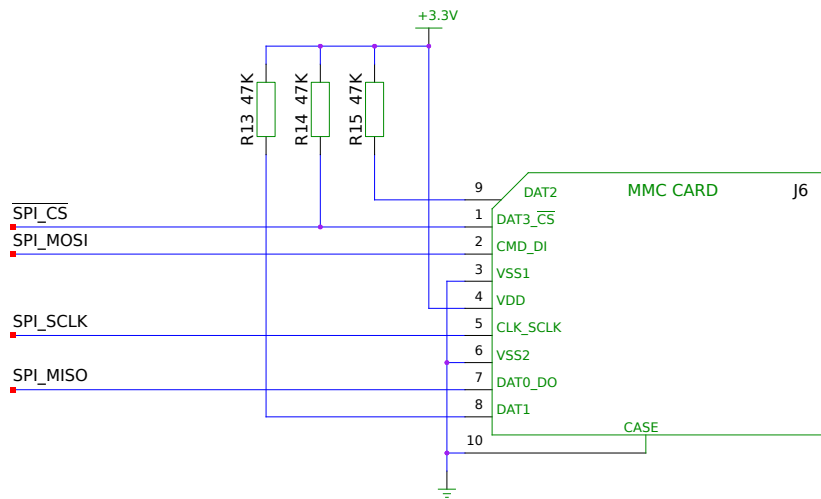 +3.3V
R13 47K
R14 47K
R15 47K
9 DAT2
MMC CARD
J6
SPI_CS
1 DAT3_CS
SPI_MOSI
2 CMD_DI
3 VSS1
4 VDD
SPI_SCLK
5 CLK_SCLK
6 VSS2
SPI_MISO
7 DAT0_DO
8 DAT1
CASE
10